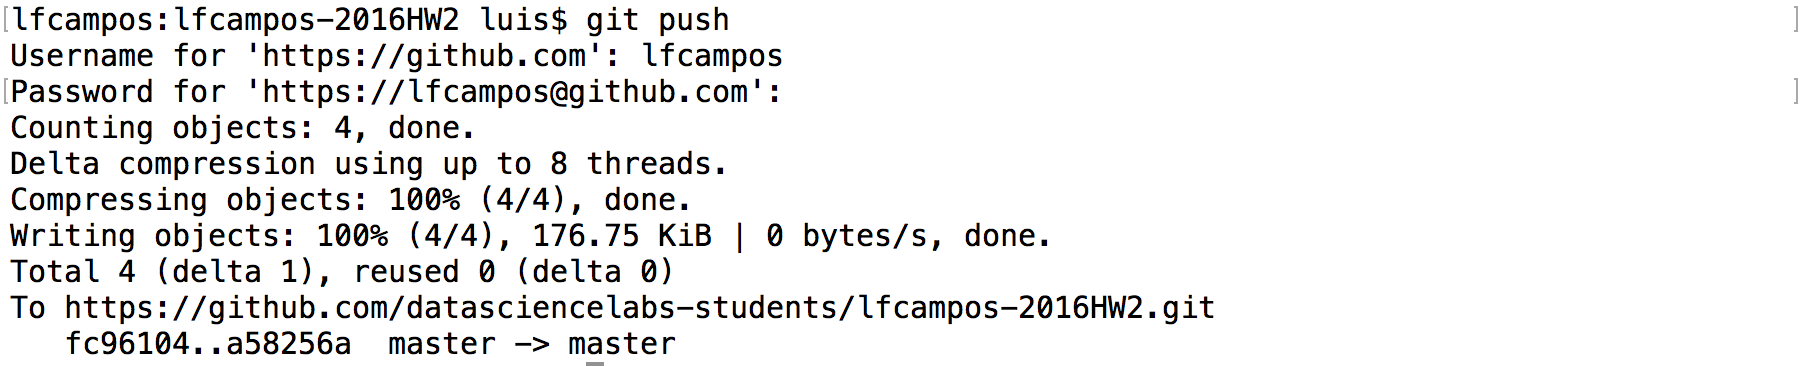 [lfcampos:lfcampos-2016HW2 luis$ git push ]
Username for 'https://github.com': lfcampos
[Password for 'https://lfcampos@github.com': ]
Counting objects: 4, done.
Delta compression using up to 8 threads.
Compressing objects: 100% (4/4), done.
Writing objects: 100% (4/4), 176.75 KiB | 0 bytes/s, done.
Total 4 (delta 1), reused 0 (delta 0)
To https://github.com/datasciencelabs-students/lfcampos-2016HW2.git
   fc96104..a58256a  master -> master